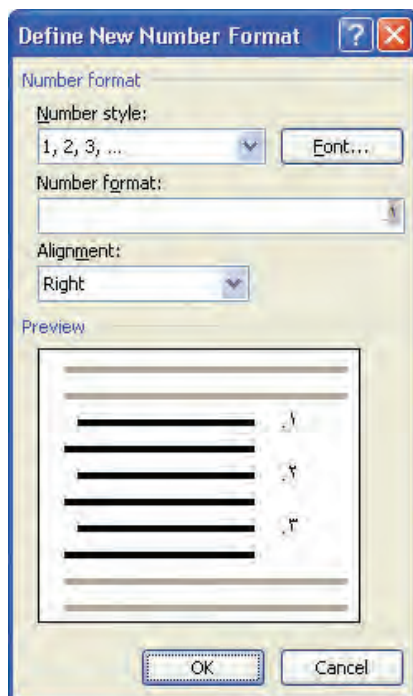 Define New Number Format
Number format
Number style:
1, 2, 3, ...
Font...
Number format:
.١
Alignment:
Right
Preview
.١
.٢
.٣
OK
Cancel